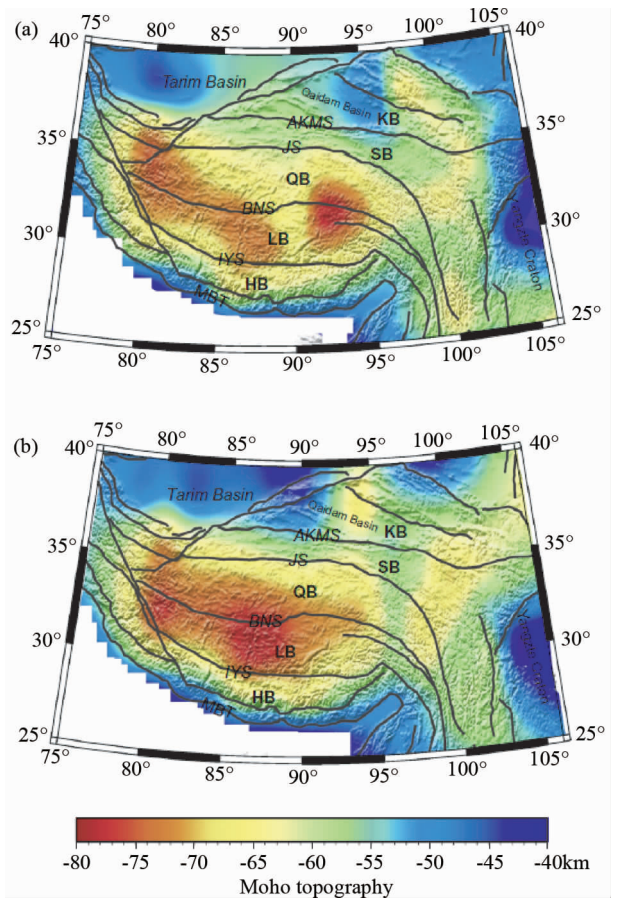 (a)
75° 80° 85° 90° 95° 100° 105°
40° 40°
Tarim Basin
Qaidam Basin
AKMS KB
35° 35°
JS SB
QB
BNS
30° 30°
LB
IYS
HB
MBT
Yangzte Craton
25° 25°
75° 80° 85° 90° 95° 100° 105°
(b)
75° 80° 85° 90° 95° 100° 105°
40° 40°
Tarim Basin
Qaidam Basin
AKMS KB
35° 35°
JS SB
QB
BNS
30° 30°
LB
IYS
HB
MBT
Yangzte Craton
25° 25°
75° 80° 85° 90° 95° 100° 105°
-80 -75 -70 -65 -60 -55 -50 -45 -40km
Moho topography